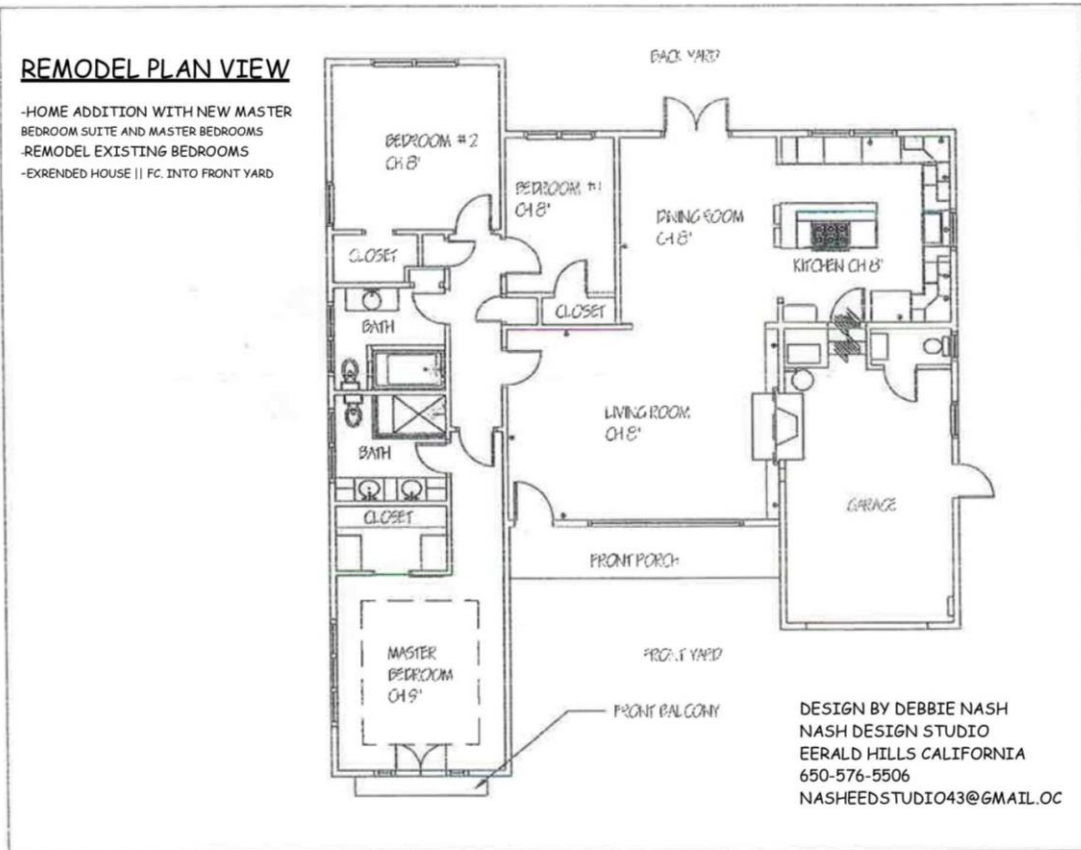 REMODEL PLAN VIEW
-HOME ADDITION WITH NEW MASTER
BEDROOM SUITE AND MASTER BEDROOMS
-REMODEL EXISTING BEDROOMS
-EXRENDED HOUSE || FC. INTO FRONT YARD
BACK YARD
BEDROOM #2
CH 8'
BEDROOM #1
CH 8'
DINING ROOM
CH 8'
KITCHEN CH 8'
CLOSET
CLOSET
BATH
LIVING ROOM
CH 8'
BATH
CLOSET
GARAGE
FRONT PORCH
MASTER
BEDROOM
CH 9'
FRONT YARD
FRONT BALCONY
DESIGN BY DEBBIE NASH
NASH DESIGN STUDIO
EERALD HILLS CALIFORNIA
650-576-5506
NASHEEDSTUDIO43@GMAIL.OC